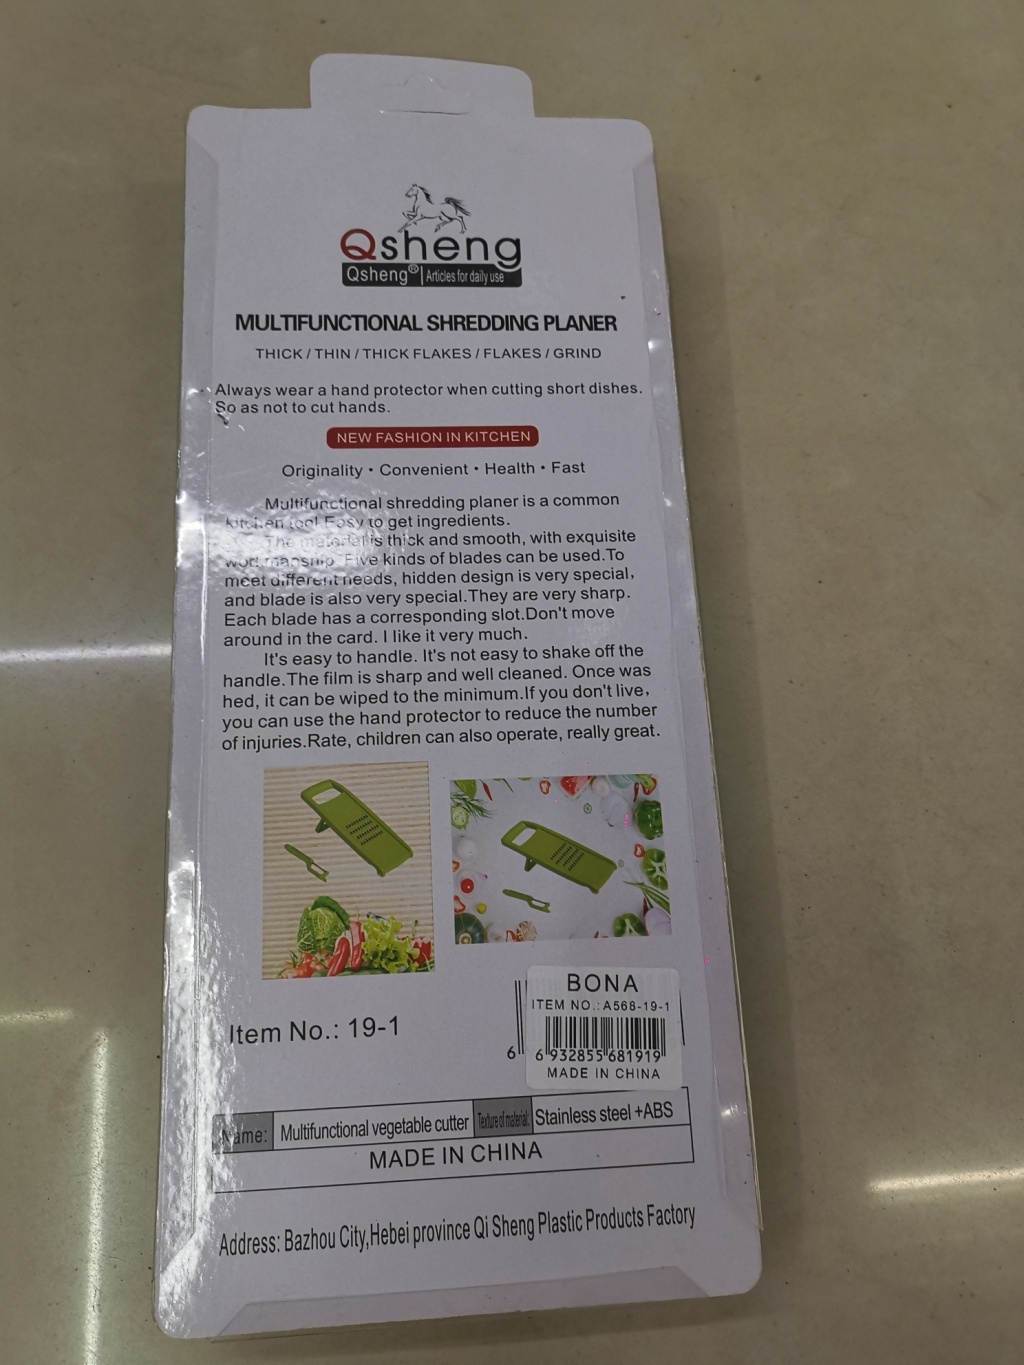 Qsheng
Qsheng® | Articles for daily use
MULTIFUNCTIONAL SHREDDING PLANER
THICK / THIN / THICK FLAKES / FLAKES / GRIND
Always wear a hand protector when cutting short dishes.
So as not to cut hands.
NEW FASHION IN KITCHEN
Originality · Convenient · Health · Fast
Multifunctional shredding planer is a common
kitchen tool Easy to get ingredients.
The material is thick and smooth, with exquisite
workmanship. Five kinds of blades can be used.To
meet different needs, hidden design is very special,
and blade is also very special.They are very sharp.
Each blade has a corresponding slot.Don't move
around in the card. I like it very much.
It's easy to handle. It's not easy to shake off the
handle.The film is sharp and well cleaned. Once was
hed, it can be wiped to the minimum.If you don't live,
you can use the hand protector to reduce the number
of injuries.Rate, children can also operate, really great.
Item No.: 19-1
6
BONA
ITEM NO.:A568-19-1
6 932855 681919
MADE IN CHINA
Name: Multifunctional vegetable cutter Texture of material: Stainless steel +ABS
MADE IN CHINA
Address: Bazhou City,Hebei province Qi Sheng Plastic Products Factory